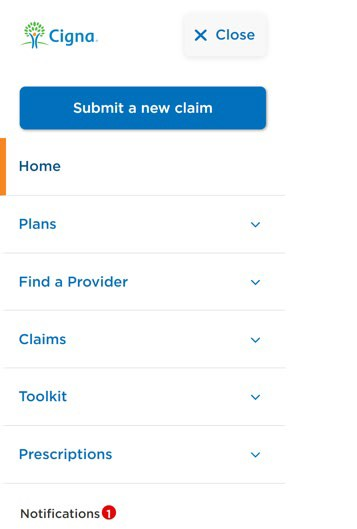 Cigna.
Close
Submit a new claim
Home
Plans
Find a Provider
Claims
Toolkit
Prescriptions
Notifications 1